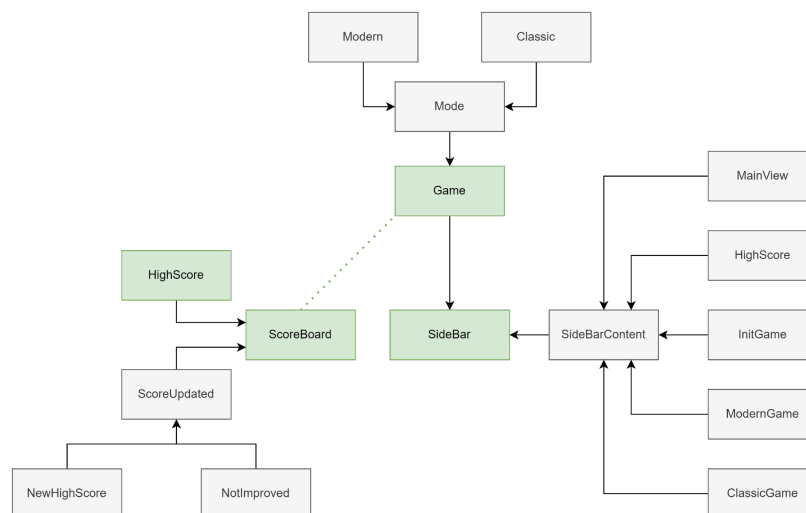 Modern
Classic
Mode
Game
MainView
HighScore
HighScore
ScoreBoard
SideBar
SideBarContent
InitGame
ScoreUpdated
ModernGame
NewHighScore
NotImproved
ClassicGame